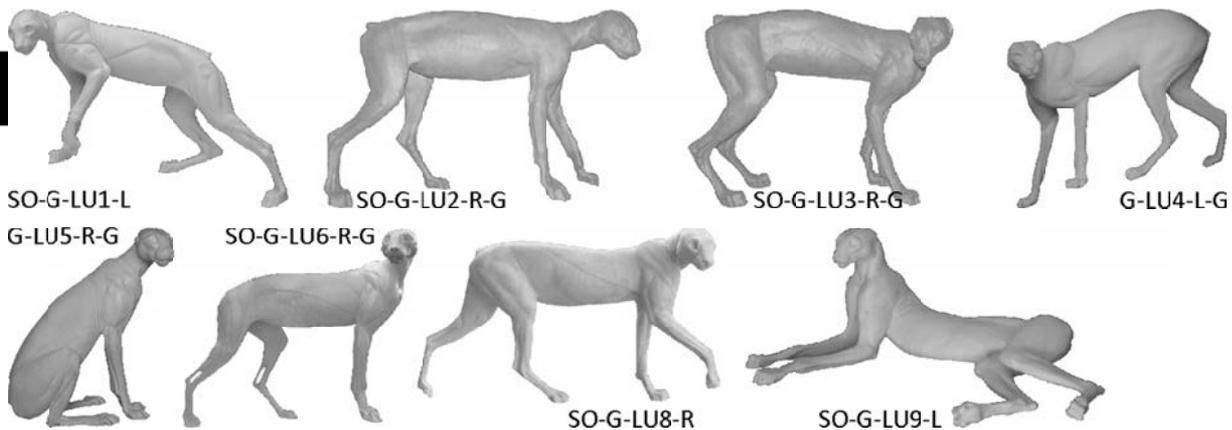 SO-G-LU1-L
SO-G-LU2-R-G
SO-G-LU3-R-G
G-LU4-L-G
G-LU5-R-G
SO-G-LU6-R-G
SO-G-LU8-R
SO-G-LU9-L